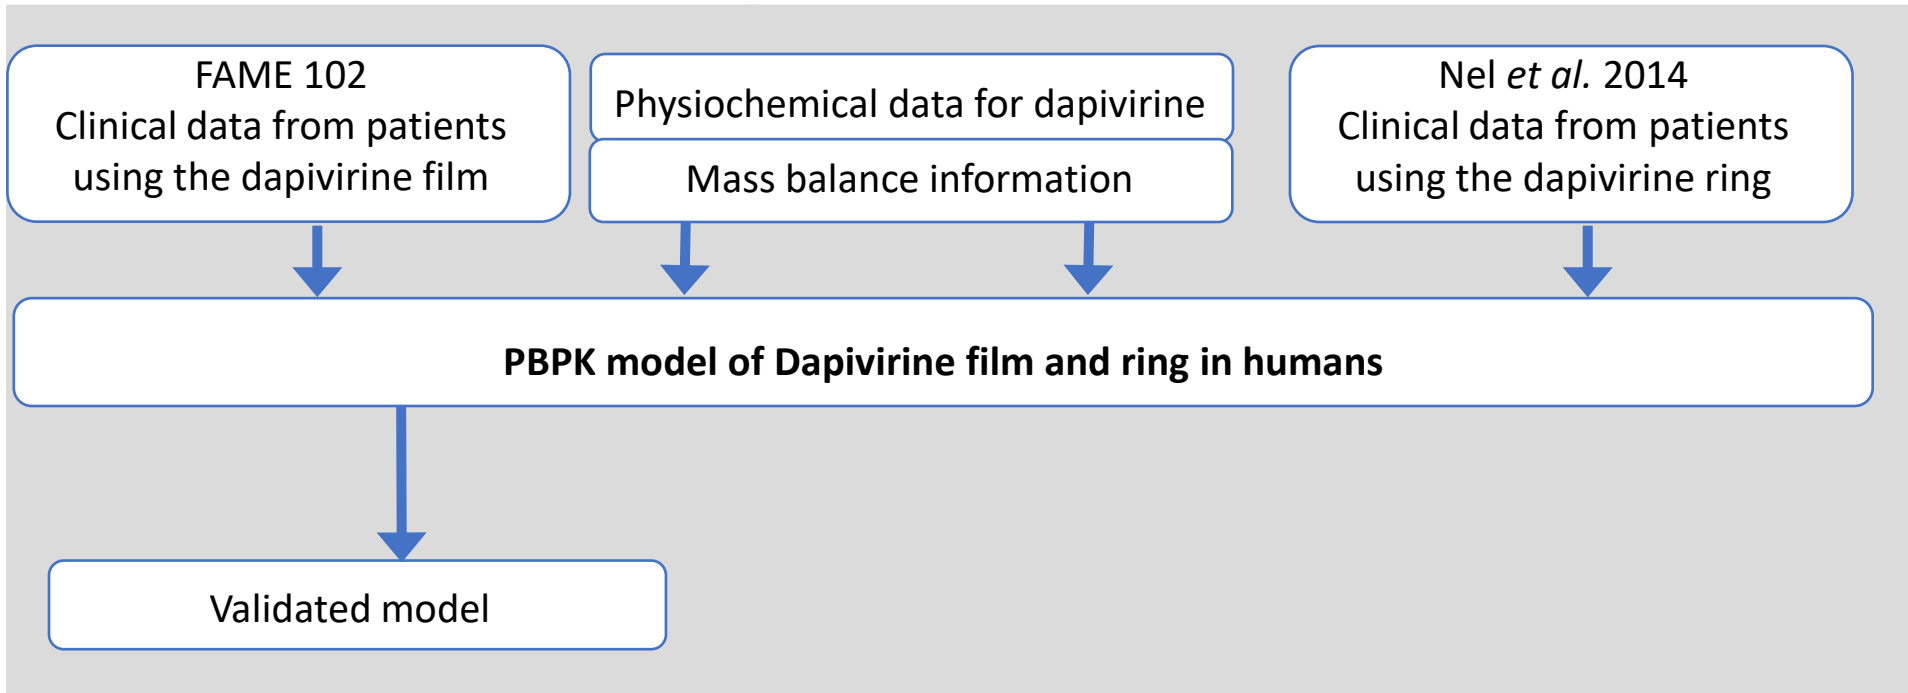 FAME 102
Clinical data from patients
using the dapivirine film
Physiochemical data for dapivirine
Mass balance information
Nel et al. 2014
Clinical data from patients
using the dapivirine ring
PBPK model of Dapivirine film and ring in humans
Validated model